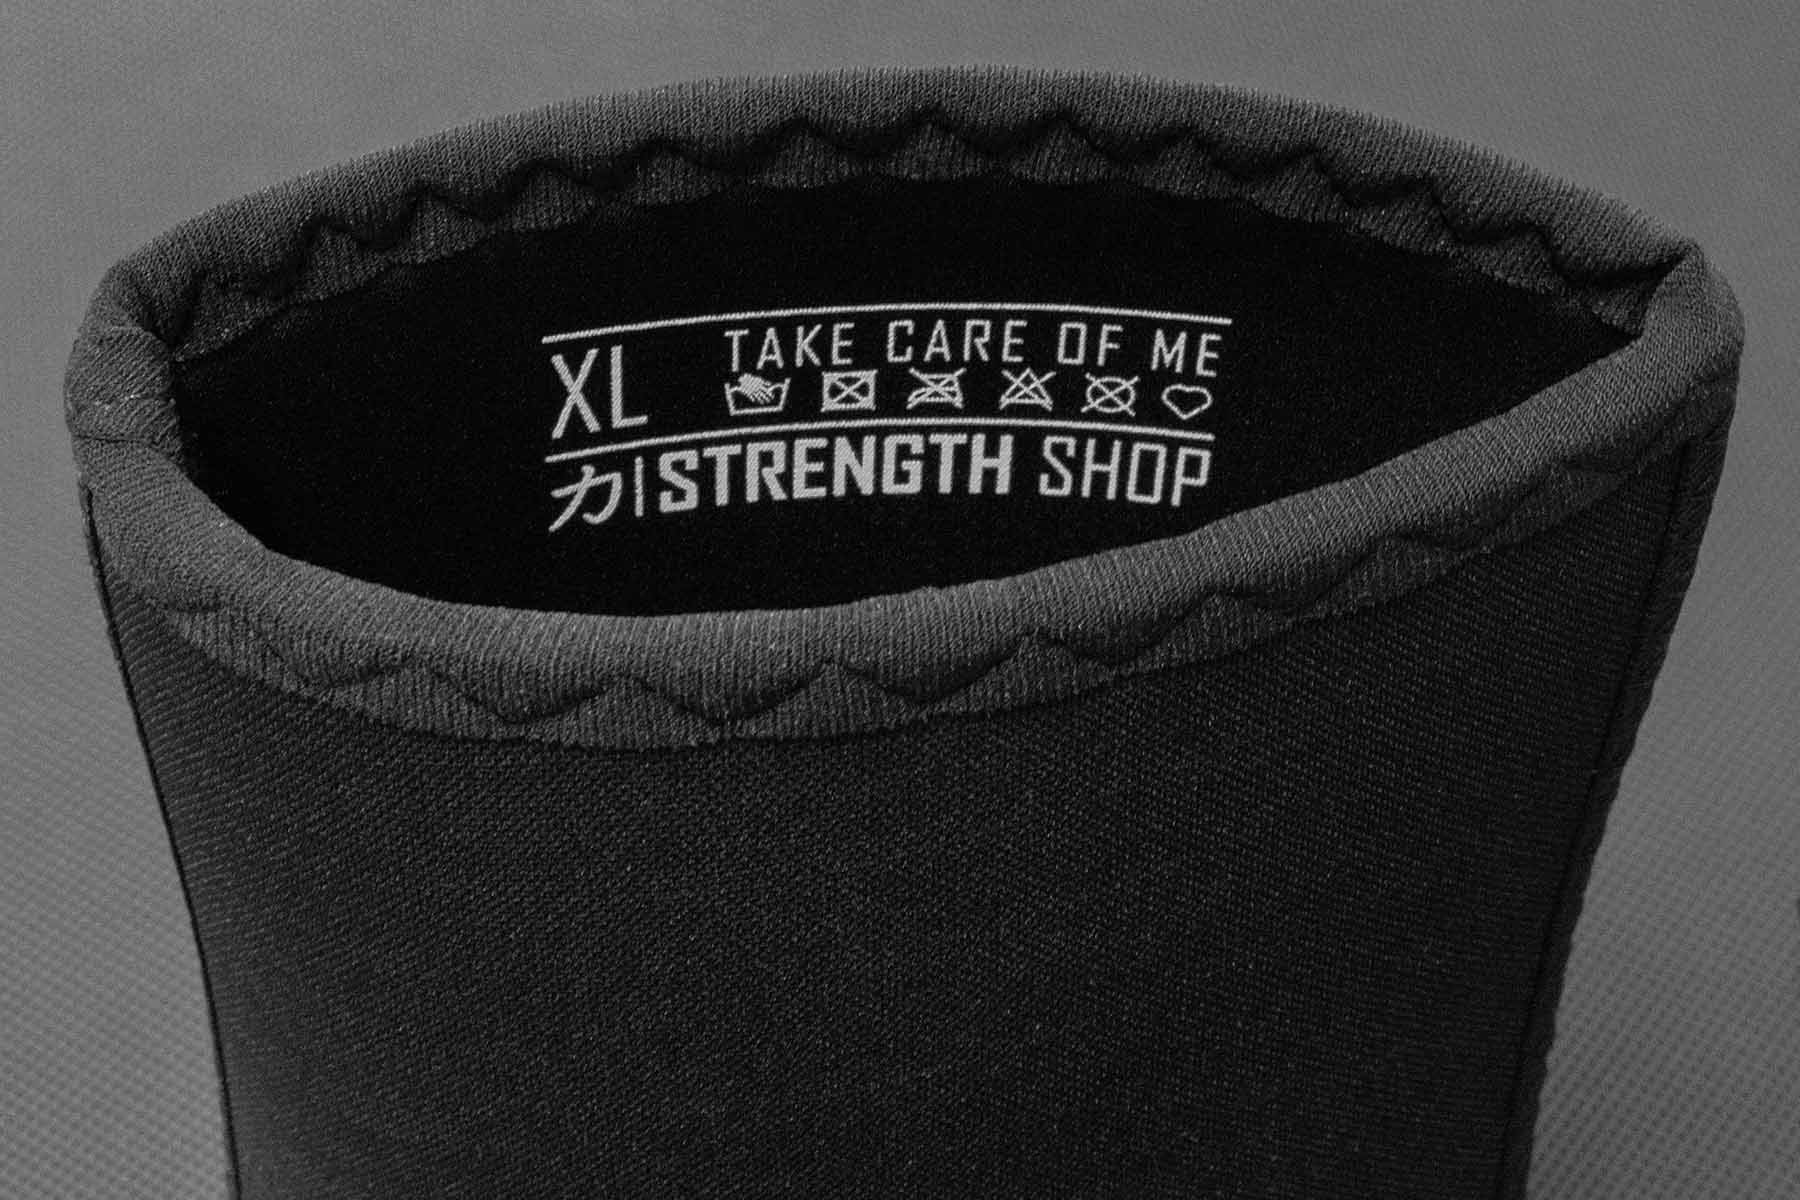 XL
TAKE CARE OF ME
力|STRENGTH SHOP